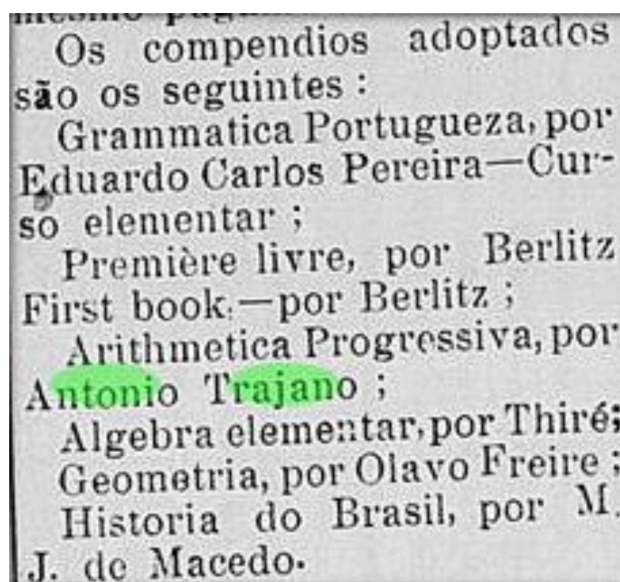 Os compendios adoptados
são os seguintes :
Grammatica Portugueza, por
Eduardo Carlos Pereira—Cur-
so elementar ;
Première livre, por Berlitz
First book.—por Berlitz ;
Arithmetica Progressiva, por
Antonio Trajano ;
Algebra elementar, por Thiré;
Geometria, por Olavo Freire ;
Historia do Brasil, por M.
J. de Macedo.